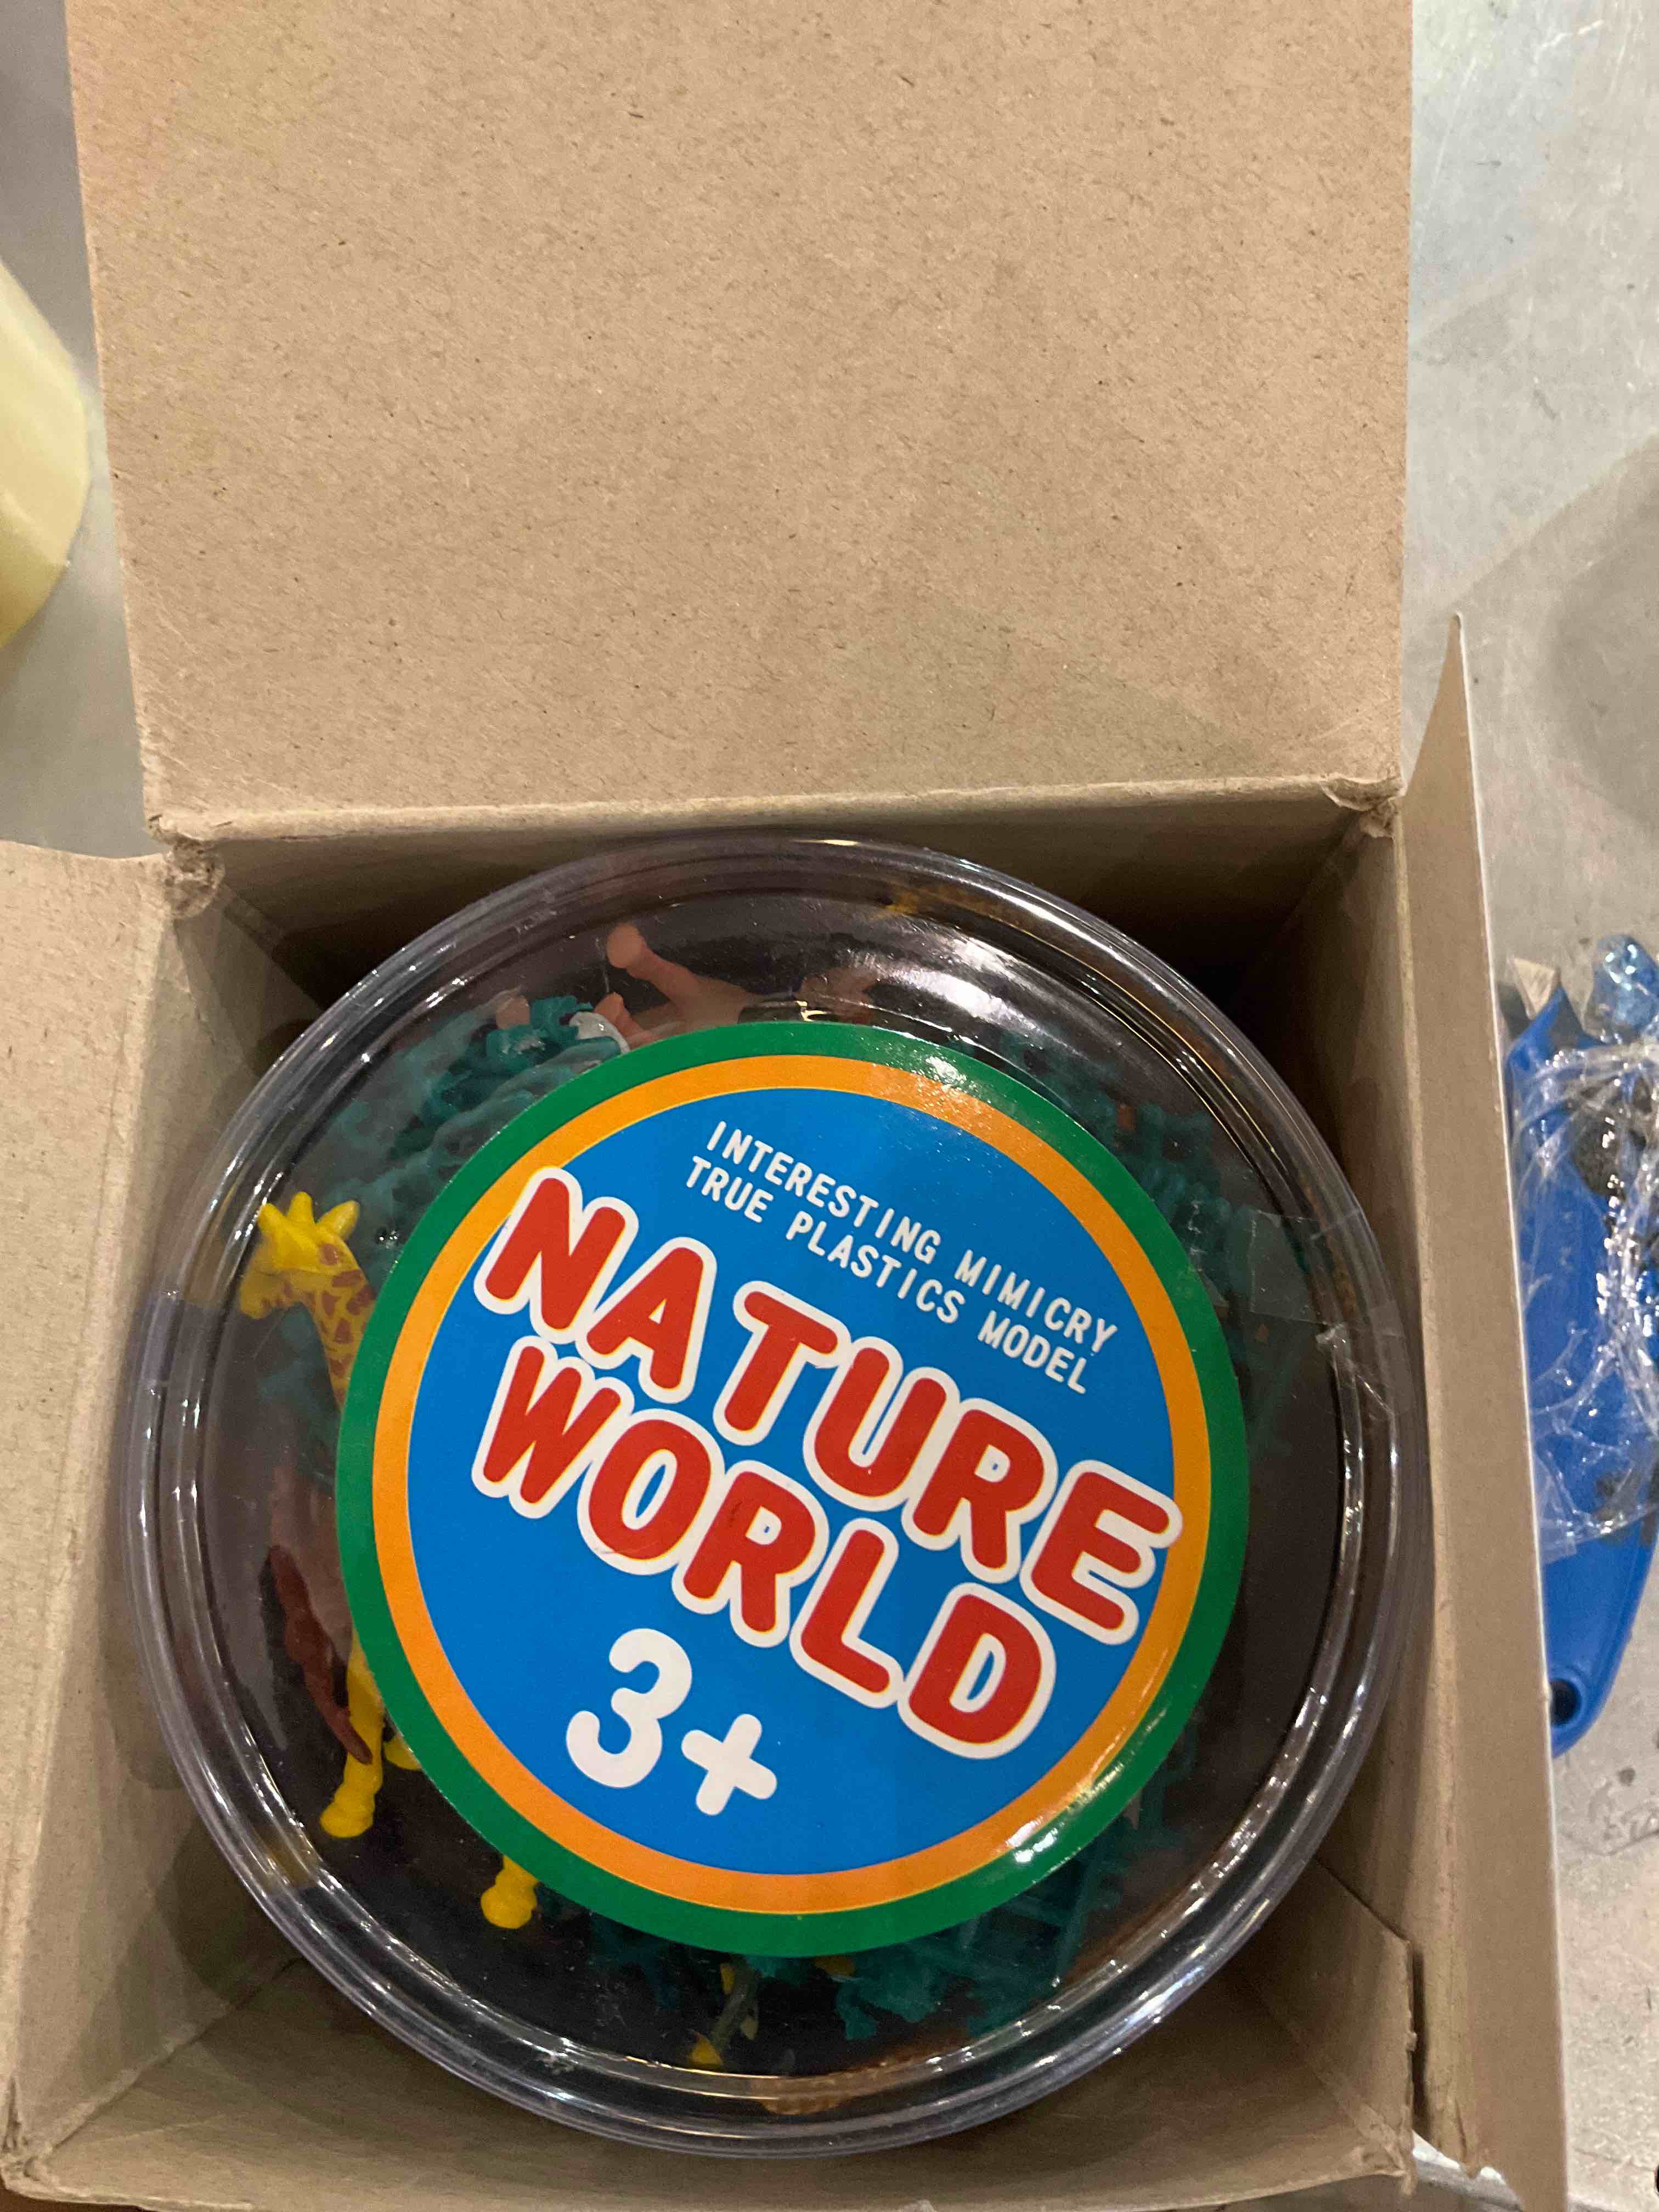 INTERESTING MIMICRY
TRUE PLASTICS MODEL
NATURE
WORLD
3+